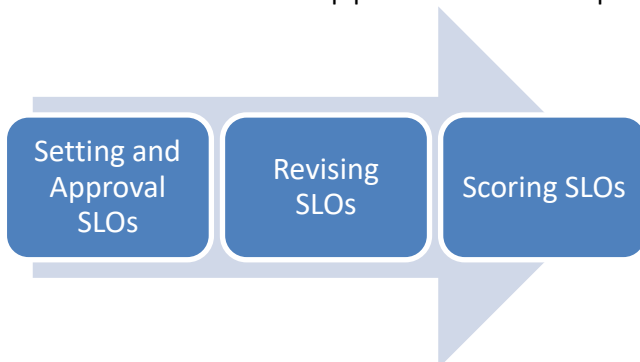 Setting and
Approval
SLOs
Revising
SLOs
Scoring SLOs